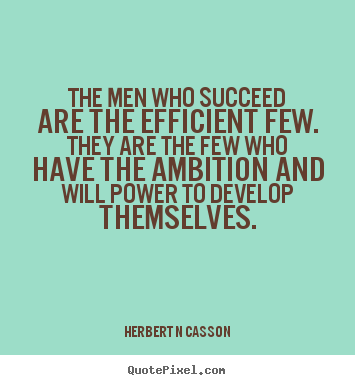 THE MEN WHO SUCCEED
ARE THE EFFICIENT FEW.
THEY ARE THE FEW WHO
HAVE THE AMBITION AND
WILL POWER TO DEVELOP
THEMSELVES.
HERBERT N CASSON
QuotePixel.com